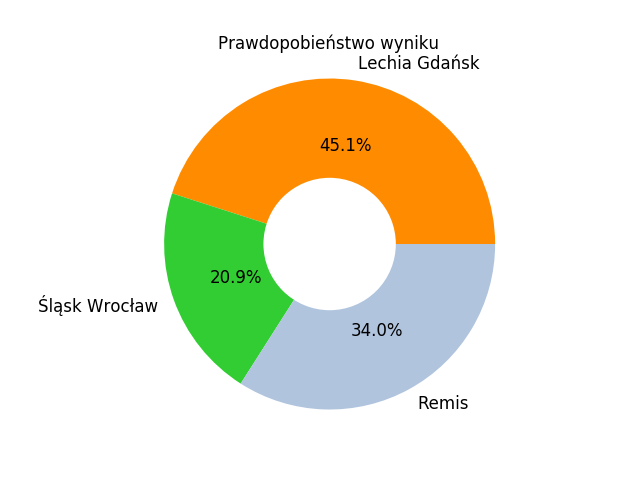 Prawdopobieństwo wyniku
Lechia Gdańsk
45.1%
20.9%
Śląsk Wrocław
34.0%
Remis